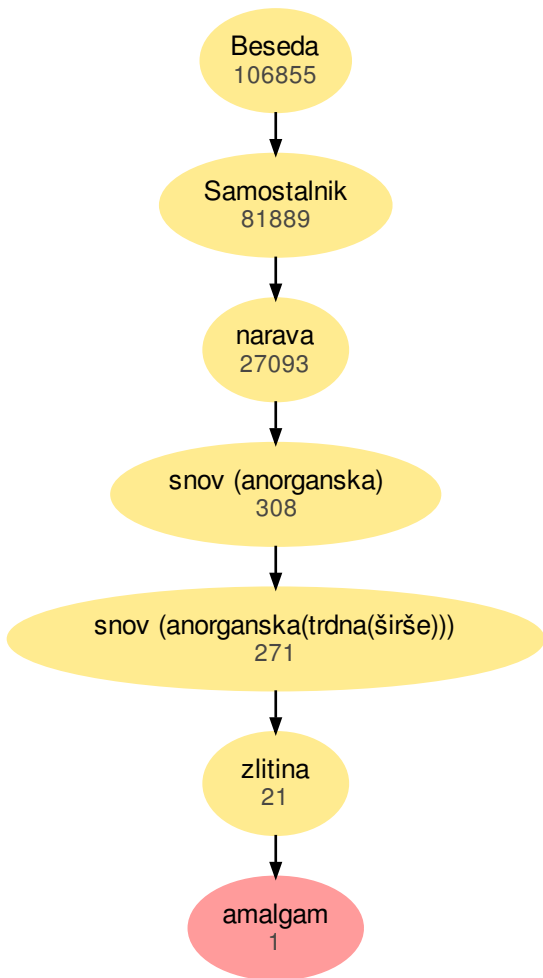 Beseda
106855
Samostalnik
81889
narava
27093
snov (anorganska)
308
snov (anorganska(trdna(širše)))
271
zlitina
21
amalgam
1